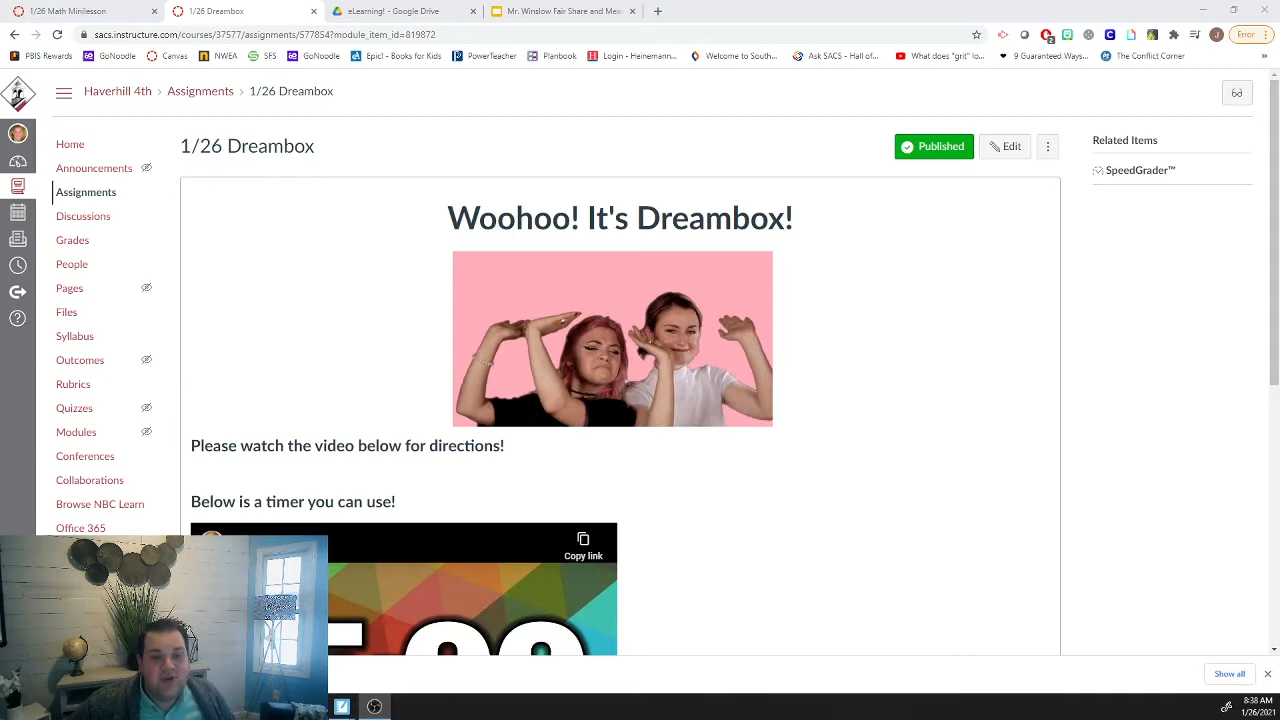 1/26 Math Minilesson
1/26 Dreambox
eLearning! - Google Drive
Mr. Winslow Fair Share and Mea
sacs.instructure.com/courses/37577/assignments/577854?module_item_id=819872
Error
PBIS Rewards
GoNoodle
Canvas
NWEA
SFS
GoNoodle
Epic! - Books for Kids
PowerTeacher
Planbook
Login - Heinemann...
Welcome to South...
Ask SACS - Hall of...
What does "grit" lo...
9 Guaranteed Ways...
The Conflict Corner
Haverhill 4th > Assignments > 1/26 Dreambox
Home
Announcements
Assignments
Discussions
Grades
People
Pages
Files
Syllabus
Outcomes
Rubrics
Quizzes
Modules
Conferences
Collaborations
Browse NBC Learn
Office 365
1/26 Dreambox
Published
Edit
Related Items
SpeedGrader™
Woohoo! It's Dreambox!
Please watch the video below for directions!
Below is a timer you can use!
Copy link
Show all
8:38 AM
1/26/2021